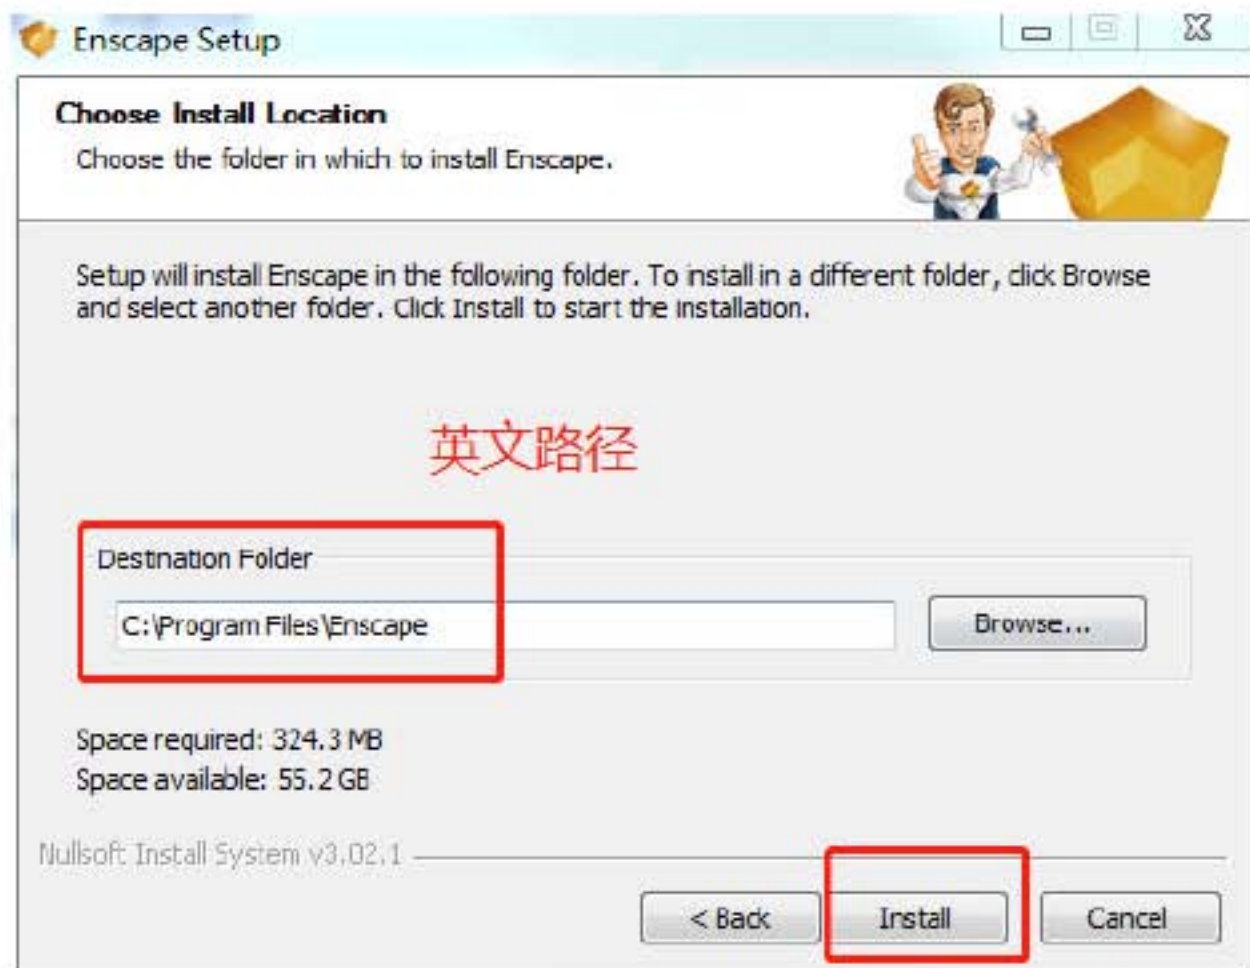 Enscape Setup
Choose Install Location
Choose the folder in which to install Enscape.
Setup will install Enscape in the following folder. To install in a different folder, click Browse
and select another folder. Click Install to start the installation.
英文路径
Destination Folder
C:\Program Files\Enscape
Browse...
Space required: 324.3 MB
Space available: 55.2 GB
Nullsoft Install System v3.02.1
< Back Install Cancel